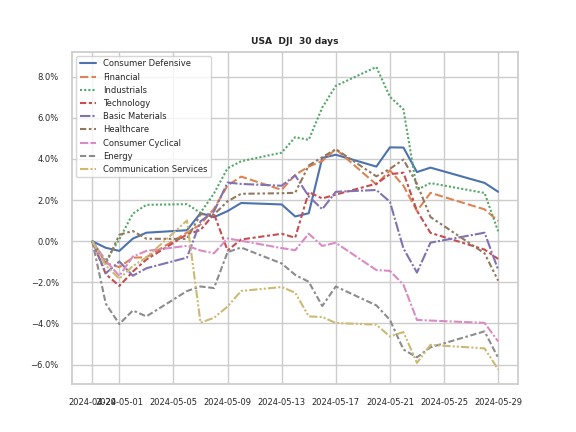 USA DJI 30 days
Consumer Defensive
Financial
Industrials
Technology
Basic Materials
Healthcare
Consumer Cyclical
Energy
Communication Services
8.0%
6.0%
4.0%
2.0%
0.0%
−2.0%
−4.0%
−6.0%
2024-05-01 2024-05-05 2024-05-09 2024-05-13 2024-05-17 2024-05-21 2024-05-25 2024-05-29